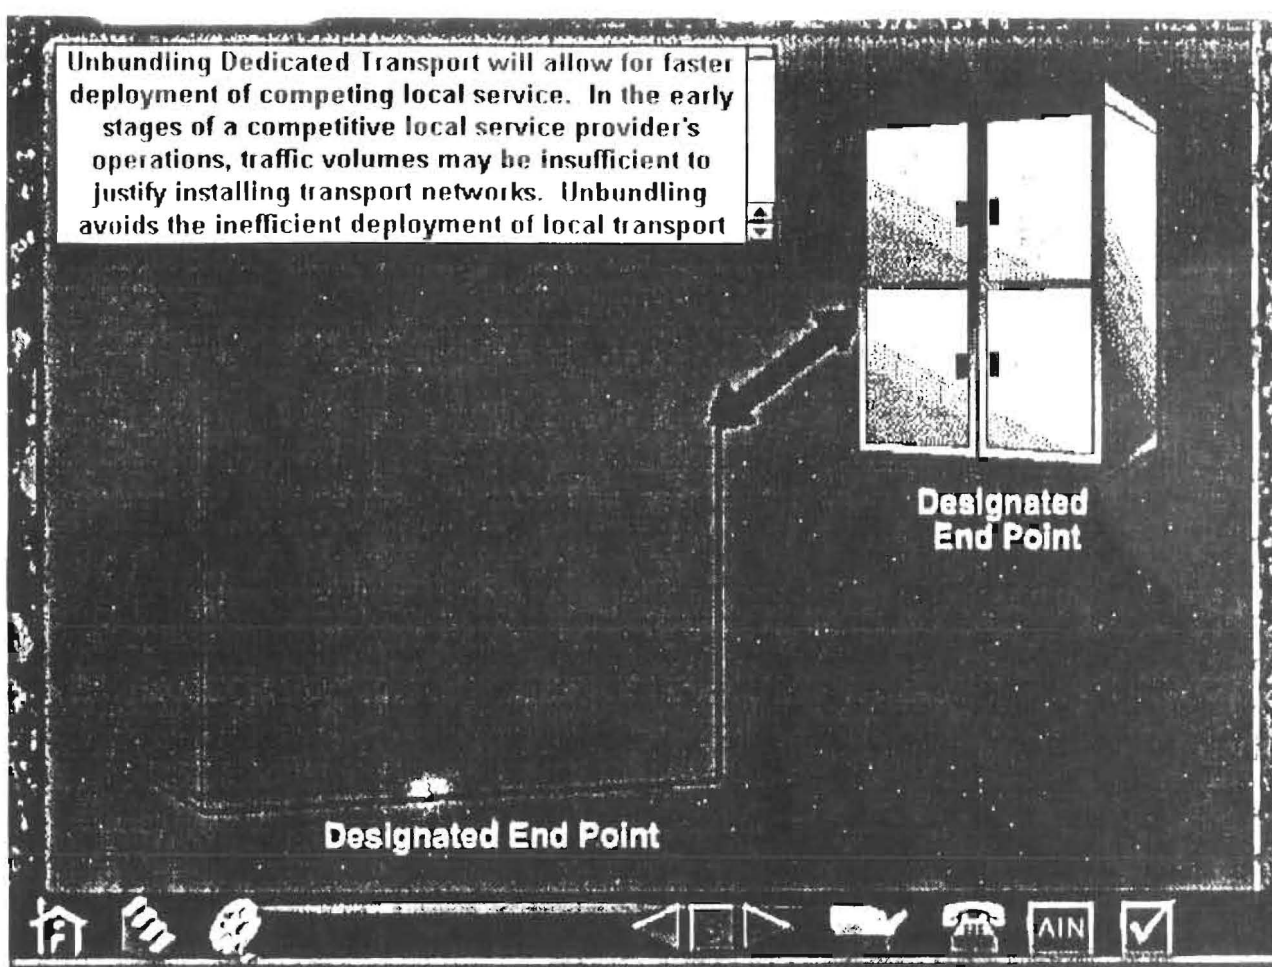 Unbundling Dedicated Transport will allow for faster
deployment of competing local service. In the early
stages of a competitive local service provider's
operations, traffic volumes may be insufficient to
justify installing transport networks. Unbundling
avoids the inefficient deployment of local transport
Designated
End Point
Designated End Point
AIN